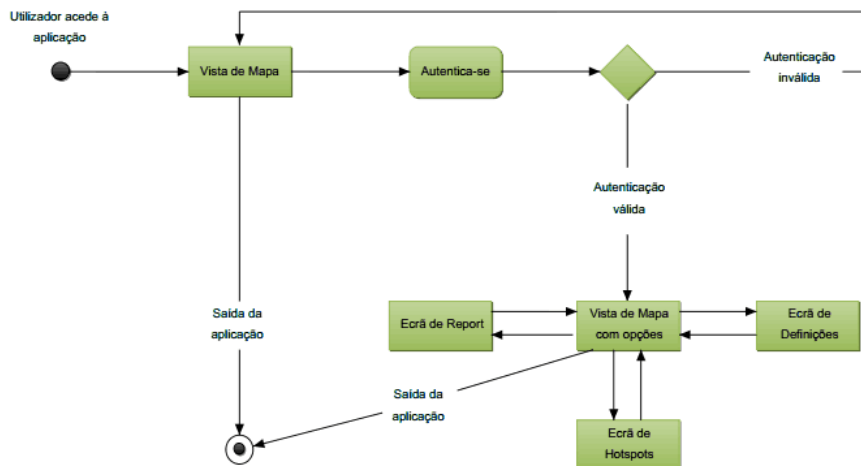 Utilizador acede à
aplicação
Vista de Mapa
Autentica-se
Autenticação
inválida
Autenticação
válida
Saída da
aplicação
Ecrã de Report
Vista de Mapa
com opções
Ecrã de
Definições
Saída da
aplicação
Ecrã de
Hotspots